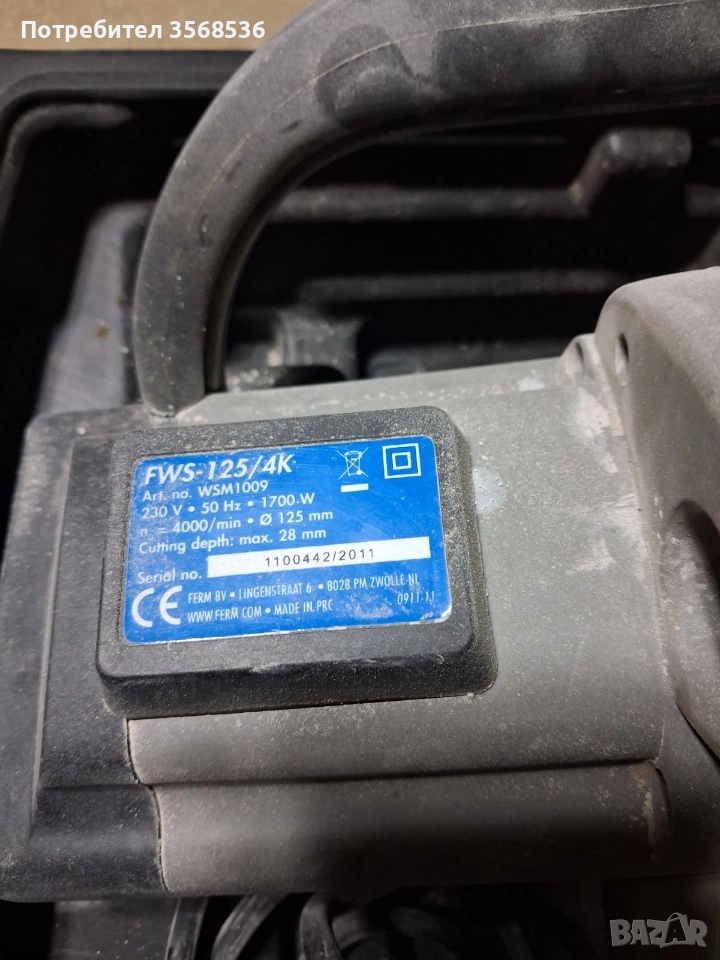 Потребител 3568536
FWS-125/4K
Art. no. WSM1009
230 V • 50 Hz • 1700 W
n = 4000/min • Ø 125 mm
Cutting depth: max. 28 mm
Serial no. 1100442/2011
CE FERM BV • LINGENSTRAAT 6 • 8028 PM ZWOLLE-NL
WWW.FERM.COM • MADE IN PRC 0911-11
BAZAR